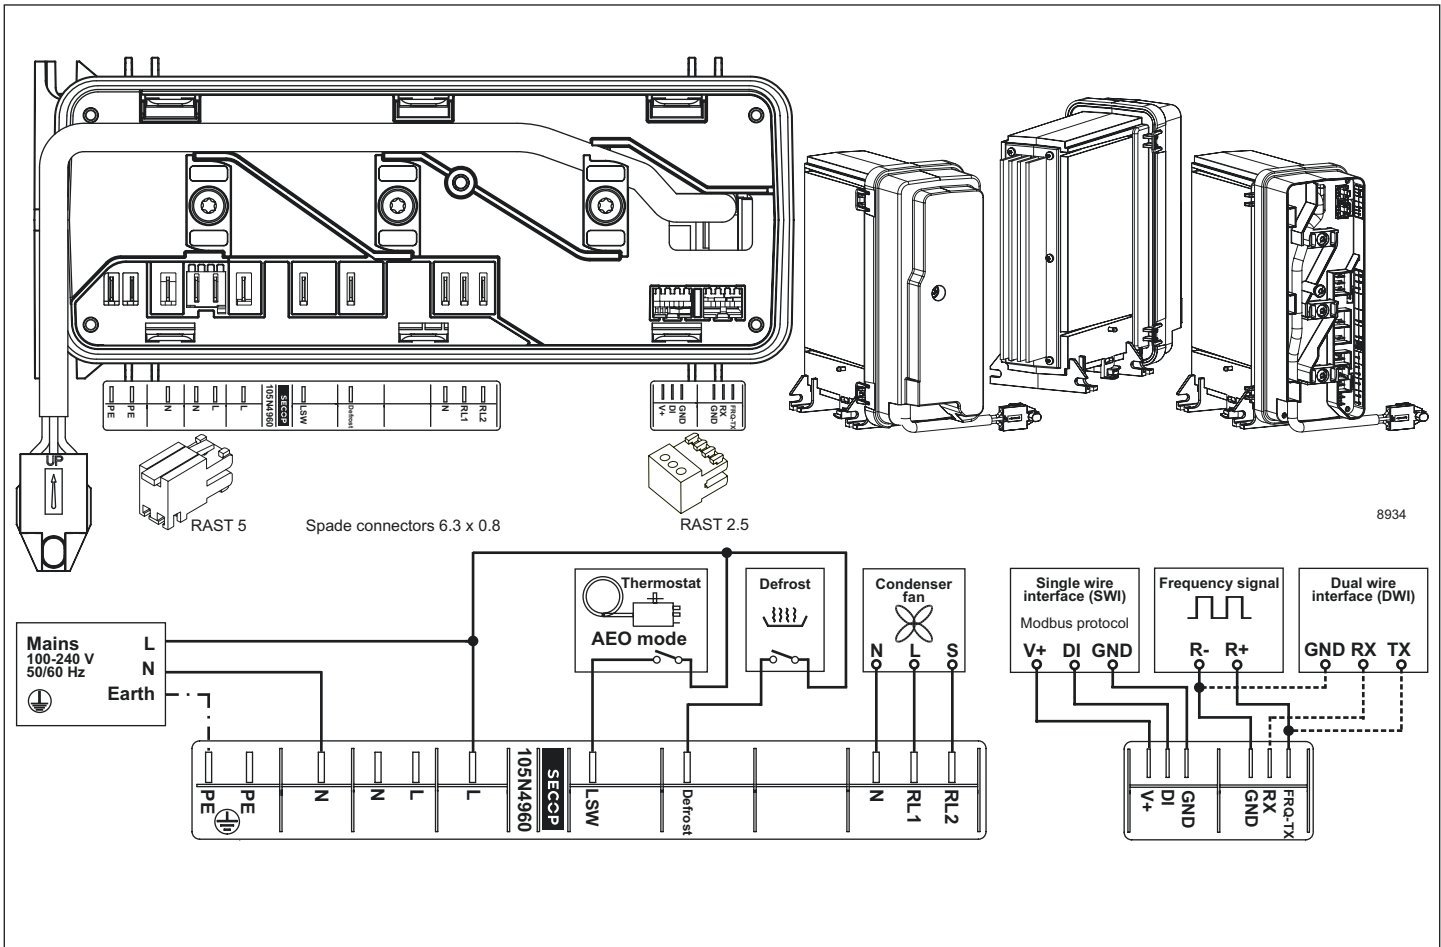 PE
PE
N
N
L
L
105N4960
SECOP
LSW
Defrost
N
RL1
RL2
V+
DI
GND
GND
RX
FRQ-TX
UP
RAST 5
Spade connectors 6.3 x 0.8
RAST 2.5
8934
Mains
100-240 V
50/60 Hz
L
N
Earth
Thermostat
AEO mode
Defrost
Condenser
fan
N L S
Single wire
interface (SWI)
Modbus protocol
V+ DI GND
Frequency signal
R- R+
Dual wire
interface (DWI)
GND RX TX
PE
PE
N
N
L
L
105N4960
SECOP
LSW
Defrost
N
RL1
RL2
V+
DI
GND
GND
RX
FRQ-TX